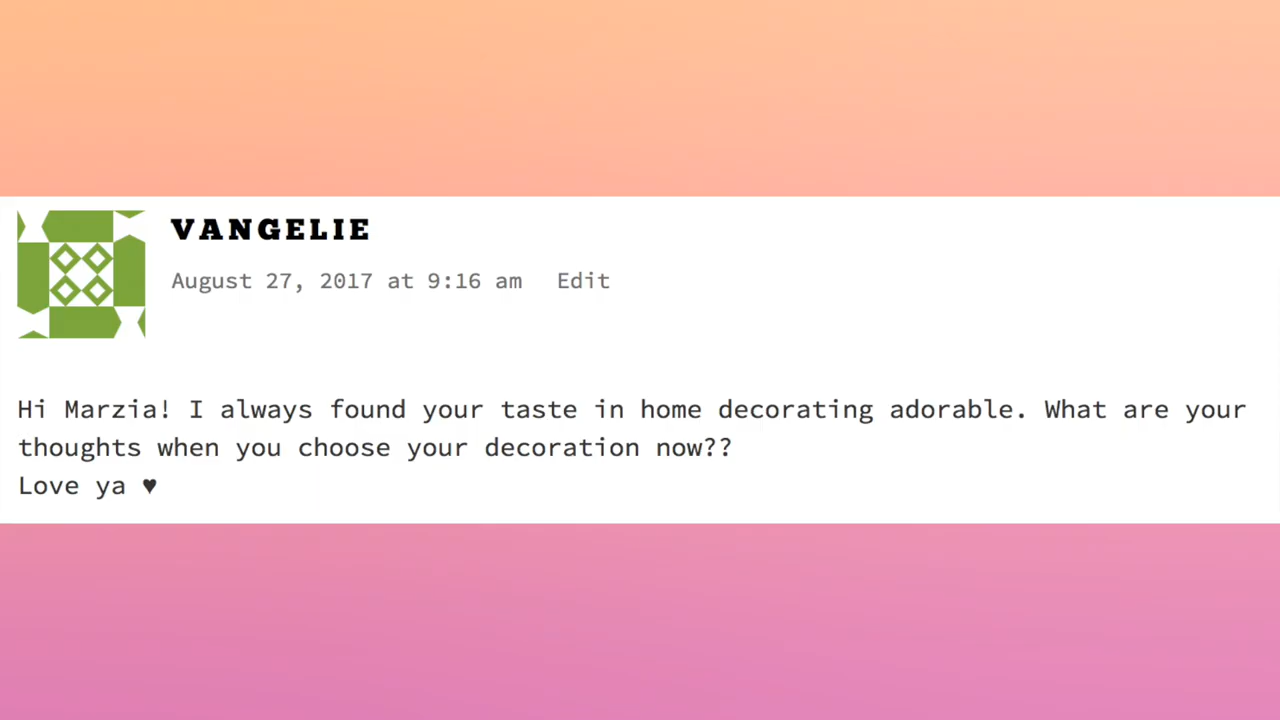 VANGELIE
August 27, 2017 at 9:16 am Edit
Hi Marzia! I always found your taste in home decorating adorable. What are your
thoughts when you choose your decoration now??
Love ya ♥